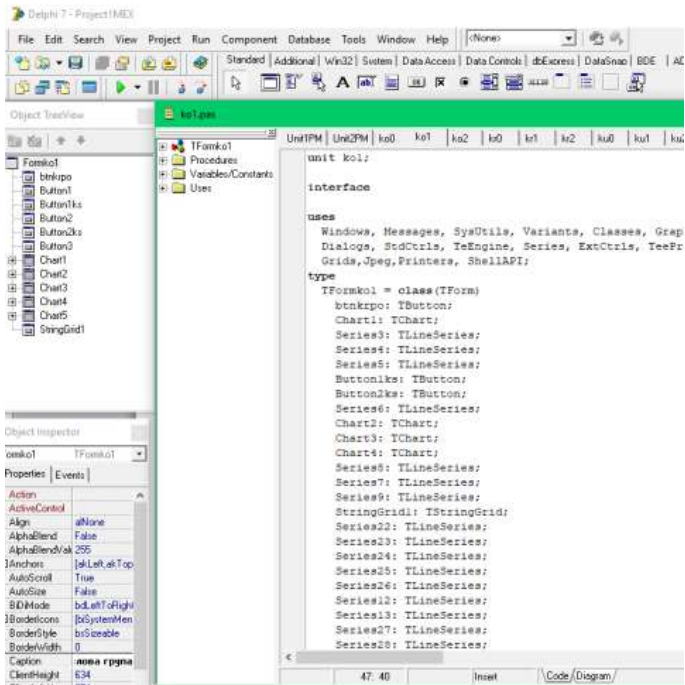 Delphi 7 - Project1MEX
File Edit Search View Project Run Component Database Tools Window Help <None>
Standard Additional Win32 System Data Access Data Controls dbExpress DataSnap BDE
Object TreeView
Formko1
btnkrpo
Button1
Button1ks
Button2
Button2ks
Button3
Chart1
Chart2
Chart3
Chart4
Chart5
StringGrid1
Object Inspector
TFormko1
Properties Events
Action
ActiveControl
Align alNone
AlphaBlend False
AlphaBlendVal 255
Anchors [akLeft,akTop
AutoScroll True
AutoSize False
BiDiMode bdLeftToRight
BorderIcons [biSystemMen
BorderStyle bsSizeable
BorderWidth 0
Caption лова група
ClientHeight 634
ko1.pas
TFormko1
Procedures
Variables/Constants
Uses
Unit1PM Unit2PM ko0 ko1 ko2 kr0 kr1 kr2 ku0 ku1 ku2
unit ko1;
interface
uses
Windows, Messages, SysUtils, Variants, Classes, Grap
Dialogs, StdCtrls, TeEngine, Series, ExtCtrls, TeePr
Grids,Jpeg,Printers, ShellAPI;
type
TFormko1 = class(TForm)
btnkrpo: TButton;
Chart1: TChart;
Series3: TLineSeries;
Series4: TLineSeries;
Series5: TLineSeries;
Button1ks: TButton;
Button2ks: TButton;
Series6: TLineSeries;
Chart2: TChart;
Chart3: TChart;
Chart4: TChart;
Series8: TLineSeries;
Series7: TLineSeries;
Series9: TLineSeries;
StringGrid1: TStringGrid;
Series22: TLineSeries;
Series23: TLineSeries;
Series24: TLineSeries;
Series25: TLineSeries;
Series26: TLineSeries;
Series12: TLineSeries;
Series13: TLineSeries;
Series27: TLineSeries;
Series28: TLineSeries;
47: 40 Insert Code Diagram